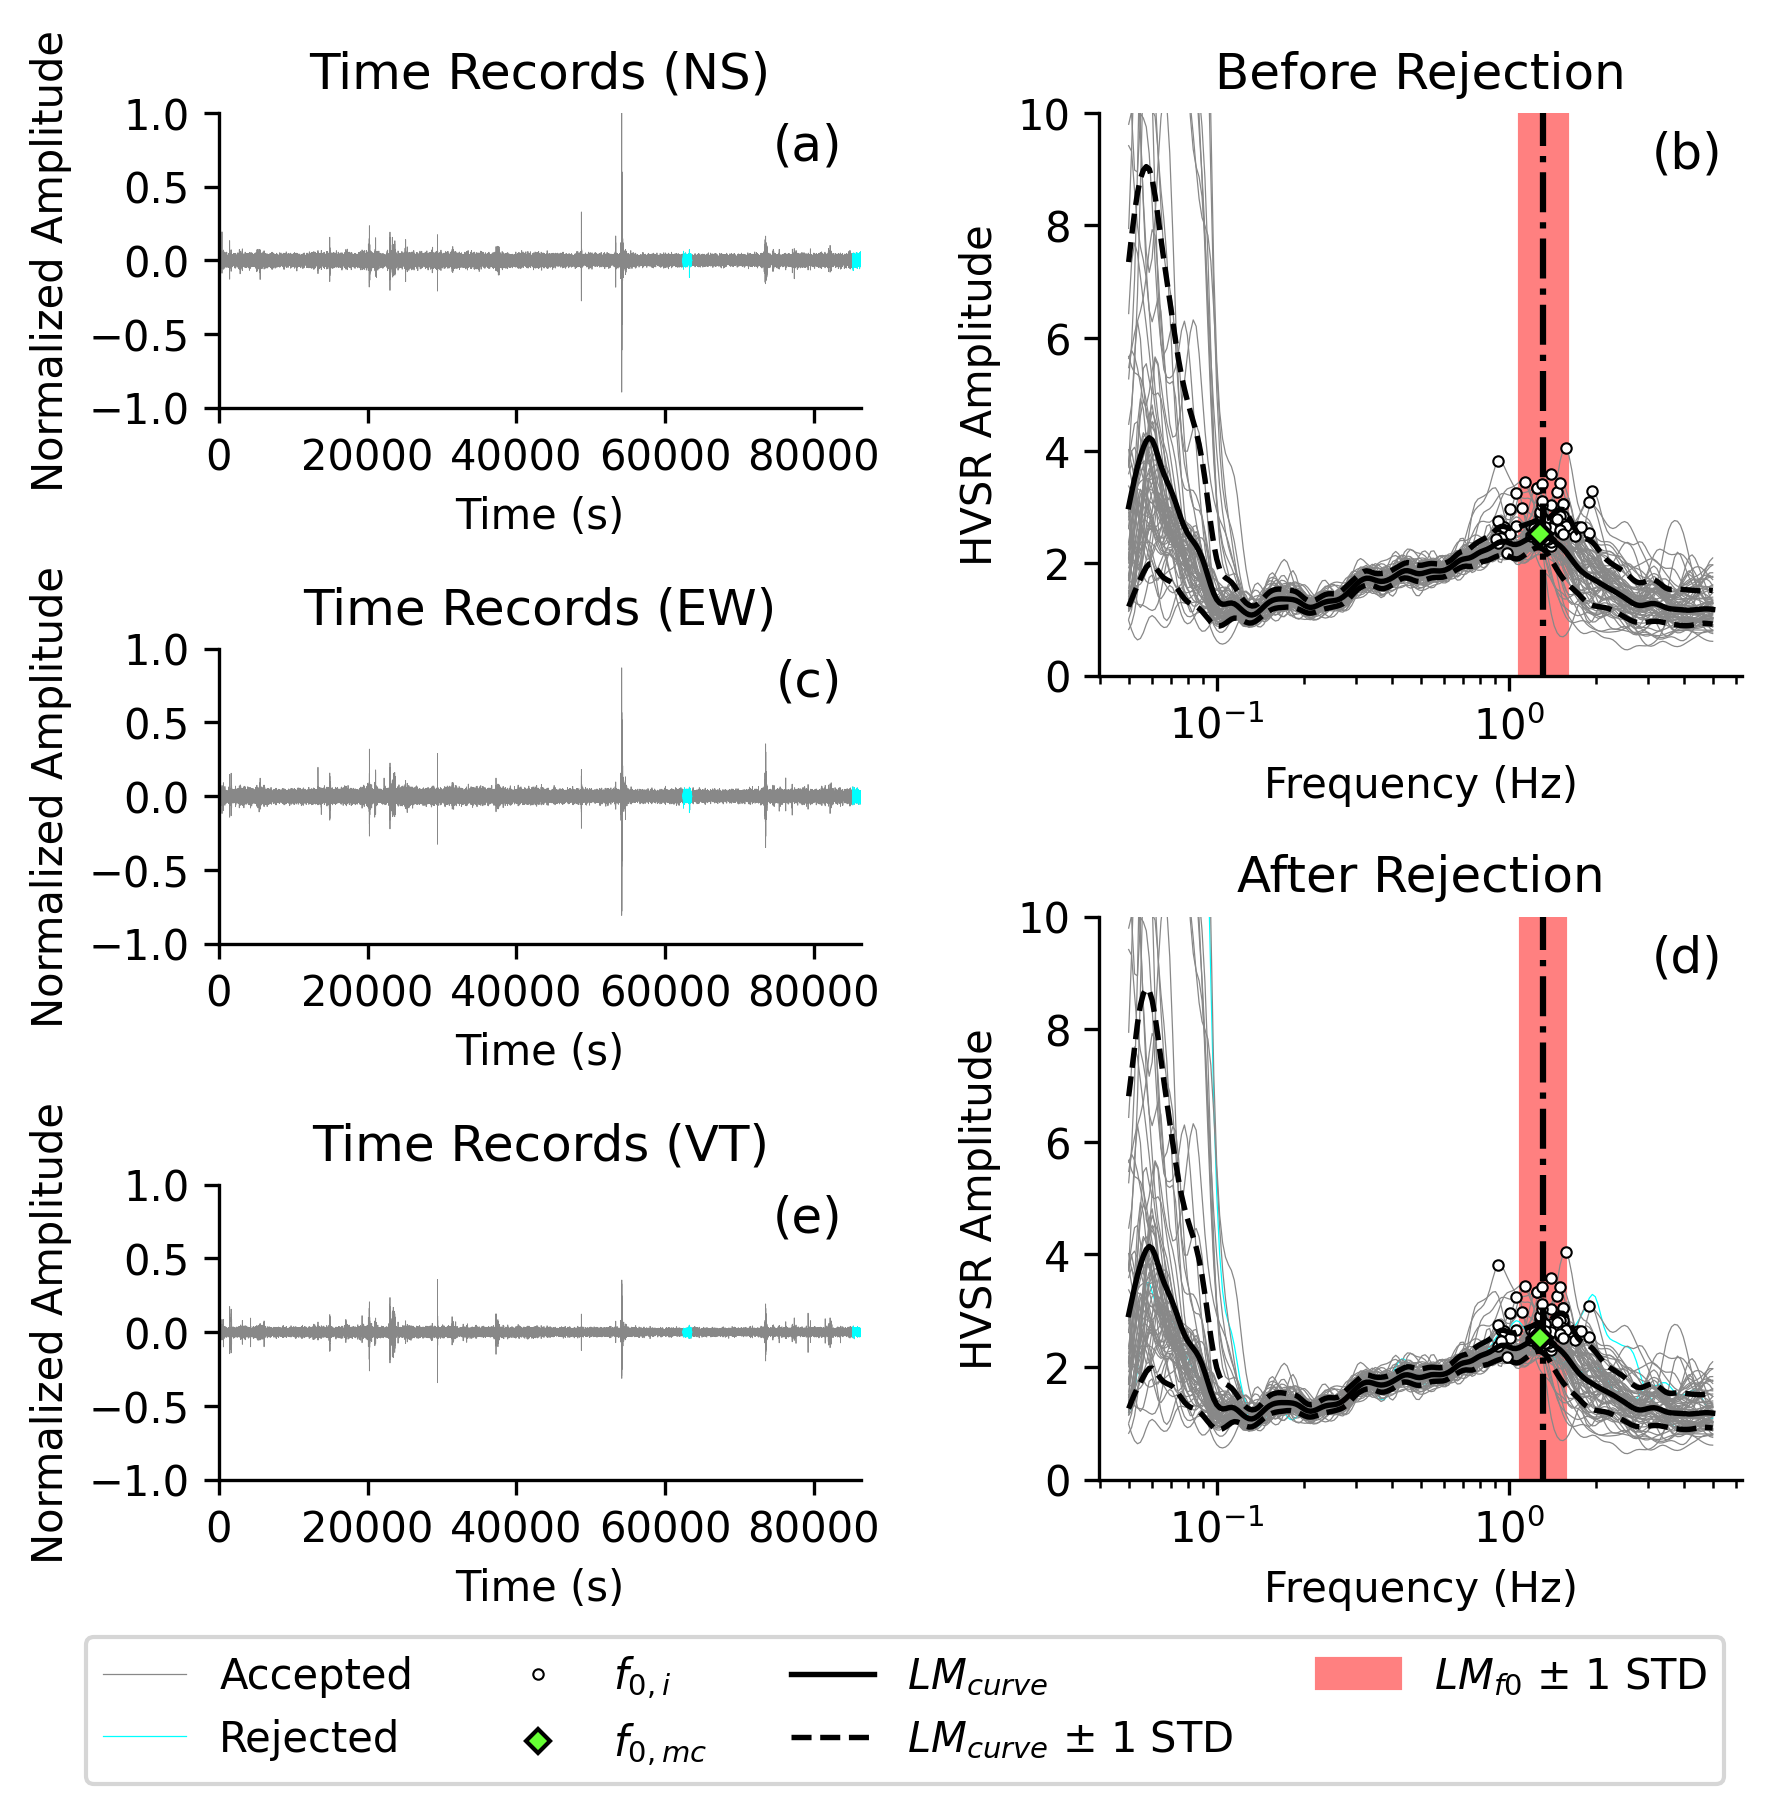 Time Records (NS)
Normalized Amplitude
1.0
0.5
0.0
−0.5
−1.0
(a)
0 20000 40000 60000 80000
Time (s)
Before Rejection
HVSR Amplitude
10
8
6
4
2
0
(b)
10⁻¹ 10⁰
Frequency (Hz)
Time Records (EW)
Normalized Amplitude
1.0
0.5
0.0
−0.5
−1.0
(c)
0 20000 40000 60000 80000
Time (s)
After Rejection
HVSR Amplitude
10
8
6
4
2
0
(d)
10⁻¹ 10⁰
Frequency (Hz)
Time Records (VT)
Normalized Amplitude
1.0
0.5
0.0
−0.5
−1.0
(e)
0 20000 40000 60000 80000
Time (s)
Accepted
Rejected
f0,i
f0,mc
LMcurve
LMcurve ± 1 STD
LMf0 ± 1 STD